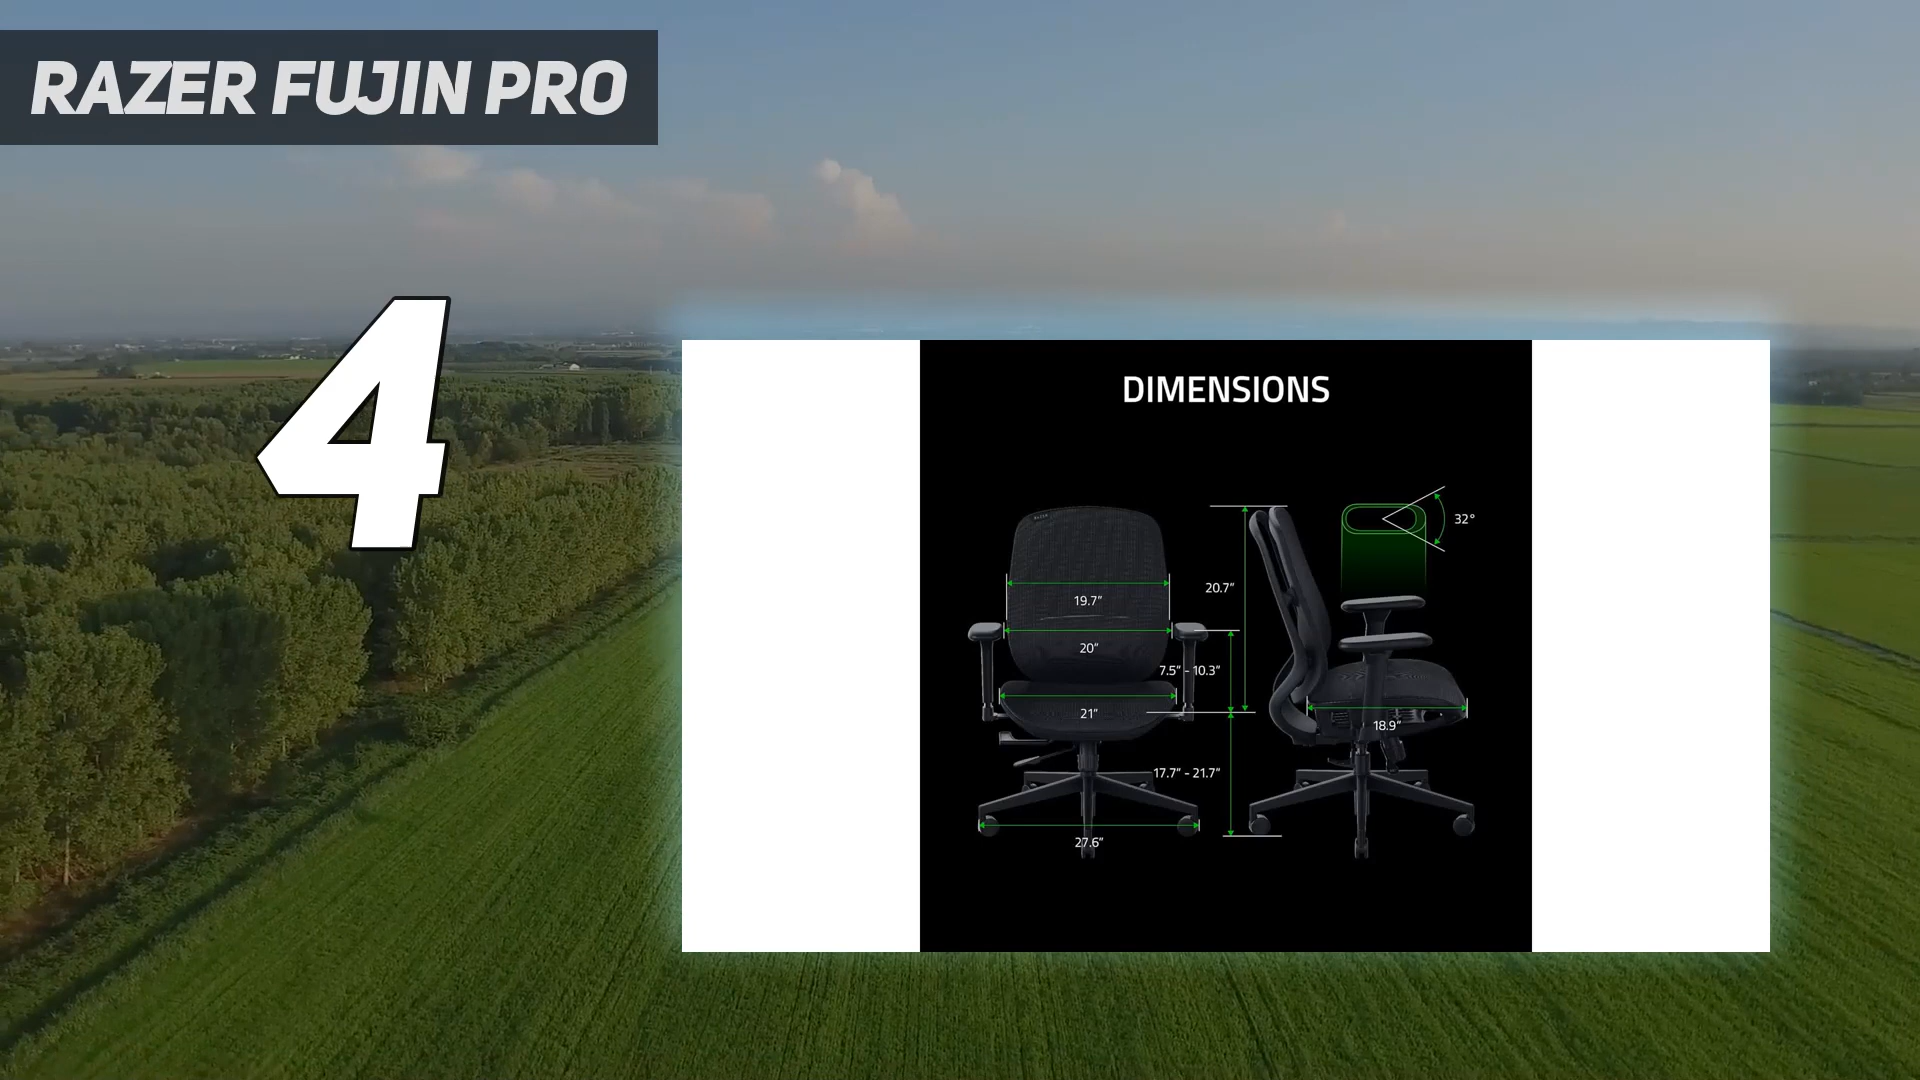 RAZER FUJIN PRO
4
DIMENSIONS
32°
20.7"
19.7"
20"
7.5" - 10.3"
21"
18.9"
17.7" - 21.7"
27.6"